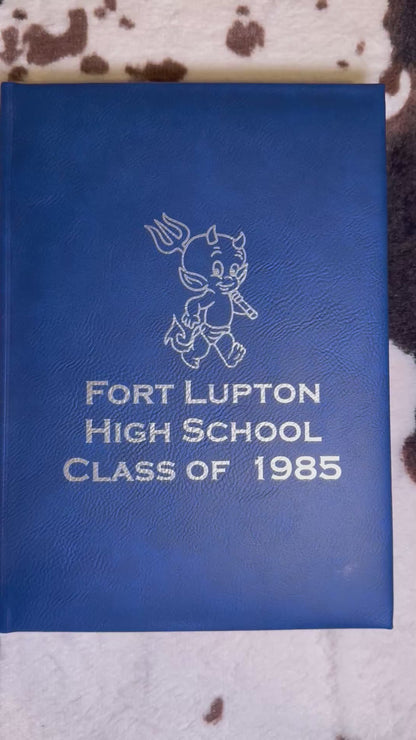 Fort Lupton
High School
Class of 1985